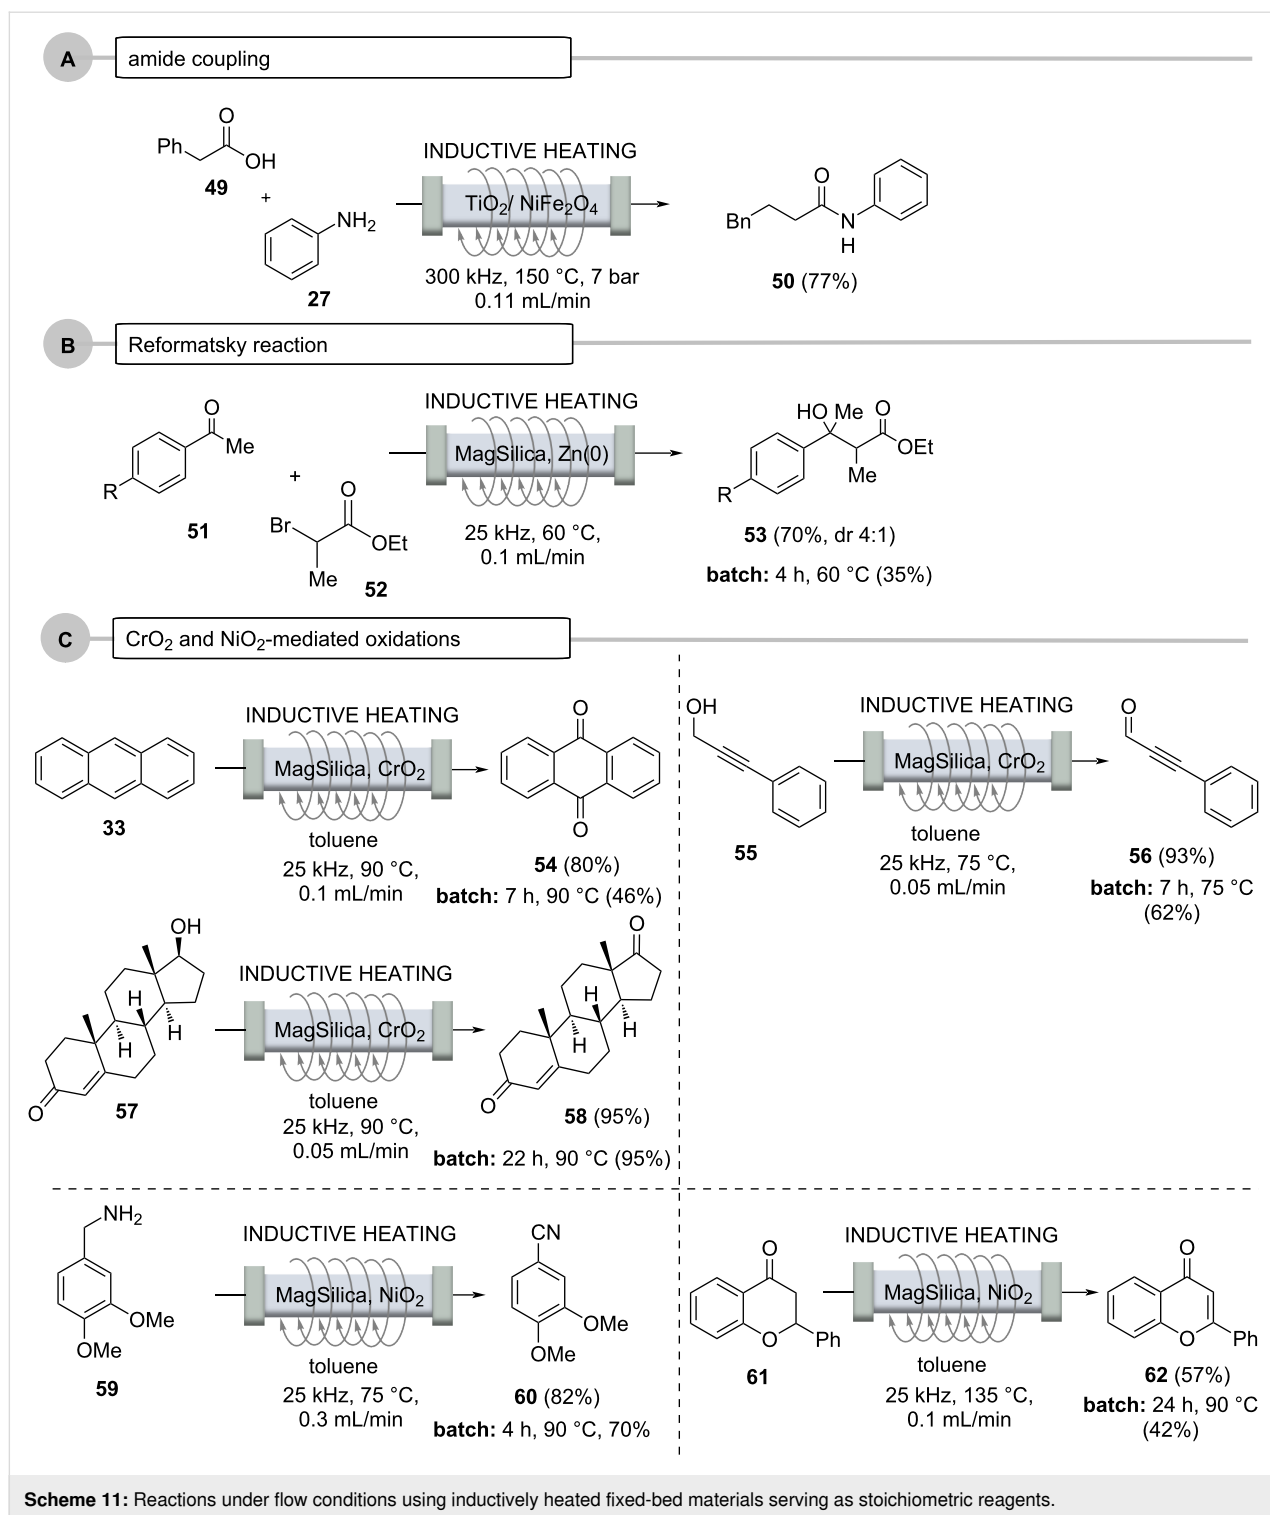 A amide coupling
O
Ph
OH
49
+
NH₂
27
INDUCTIVE HEATING
TiO₂/ NiFe₂O₄
300 kHz, 150 °C, 7 bar
0.11 mL/min
O
Bn
N
H
50 (77%)
B Reformatsky reaction
O
Me
R
51
+
O
Br
OEt
Me
52
INDUCTIVE HEATING
MagSilica, Zn(0)
25 kHz, 60 °C,
0.1 mL/min
HO Me O
OEt
Me
R
53 (70%, dr 4:1)
batch: 4 h, 60 °C (35%)
C CrO₂ and NiO₂-mediated oxidations
33
INDUCTIVE HEATING
MagSilica, CrO₂
toluene
25 kHz, 90 °C,
0.1 mL/min
O
O
54 (80%)
batch: 7 h, 90 °C (46%)
OH
55
INDUCTIVE HEATING
MagSilica, CrO₂
toluene
25 kHz, 75 °C,
0.05 mL/min
O
56 (93%)
batch: 7 h, 75 °C
(62%)
OH
H
H
H
O
57
INDUCTIVE HEATING
MagSilica, CrO₂
toluene
25 kHz, 90 °C,
0.05 mL/min
O
H
H
H
O
58 (95%)
batch: 22 h, 90 °C (95%)
NH₂
OMe
OMe
59
INDUCTIVE HEATING
MagSilica, NiO₂
toluene
25 kHz, 75 °C,
0.3 mL/min
CN
OMe
OMe
60 (82%)
batch: 4 h, 90 °C, 70%
O
O
Ph
61
INDUCTIVE HEATING
MagSilica, NiO₂
toluene
25 kHz, 135 °C,
0.1 mL/min
O
O
Ph
62 (57%)
batch: 24 h, 90 °C
(42%)
Scheme 11: Reactions under flow conditions using inductively heated fixed-bed materials serving as stoichiometric reagents.